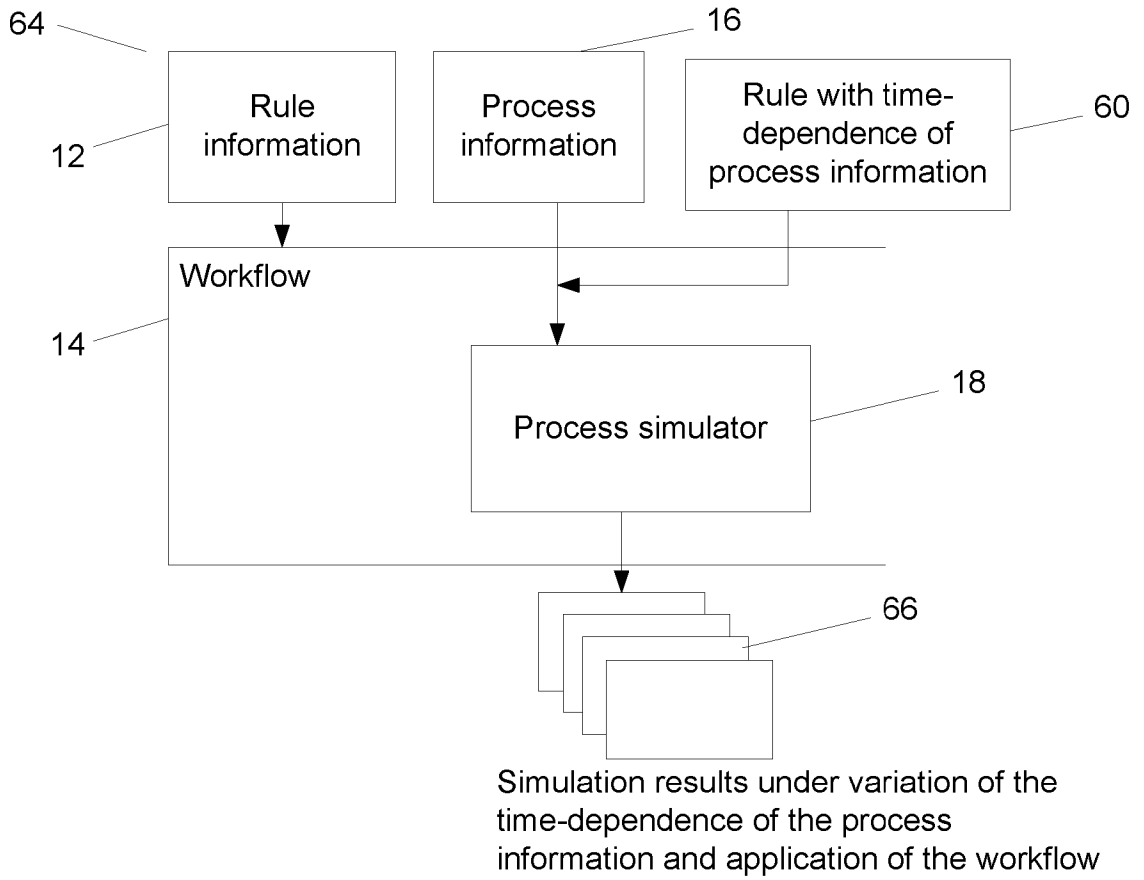 64
16
Rule
information
Process
information
Rule with time-
dependence of
process information
60
12
Workflow
14
18
Process simulator
66
Simulation results under variation of the
time-dependence of the process
information and application of the workflow